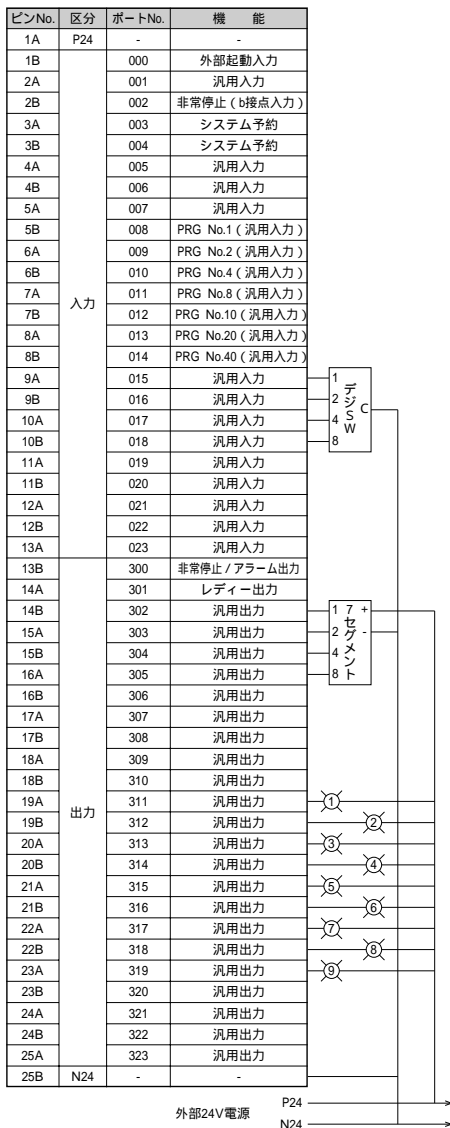 ピンNo. 区分 ポートNo. 機 能
1A P24 - -
1B 000 外部起動入力
2A 001 汎用入力
2B 002 非常停止(b接点入力)
3A 003 システム予約
3B 004 システム予約
4A 005 汎用入力
4B 006 汎用入力
5A 007 汎用入力
5B 008 PRG No.1(汎用入力)
6A 009 PRG No.2(汎用入力)
6B 010 PRG No.4(汎用入力)
7A 011 PRG No.8(汎用入力)
入力
7B 012 PRG No.10(汎用入力)
8A 013 PRG No.20(汎用入力)
8B 014 PRG No.40(汎用入力)
9A 015 汎用入力 1
9B 016 汎用入力 2
10A 017 汎用入力 4
10B 018 汎用入力 8
デジSW C
11A 019 汎用入力
11B 020 汎用入力
12A 021 汎用入力
12B 022 汎用入力
13A 023 汎用入力
13B 300 非常停止/アラーム出力
14A 301 レディー出力
14B 302 汎用出力 1 +
15A 303 汎用出力 2 -
15B 304 汎用出力 4
16A 305 汎用出力 8
7セグメント
16B 306 汎用出力
17A 307 汎用出力
17B 308 汎用出力
18A 309 汎用出力
18B 310 汎用出力
19A 311 汎用出力 1
出力
19B 312 汎用出力 2
20A 313 汎用出力 3
20B 314 汎用出力 4
21A 315 汎用出力 5
21B 316 汎用出力 6
22A 317 汎用出力 7
22B 318 汎用出力 8
23A 319 汎用出力 9
23B 320 汎用出力
24A 321 汎用出力
24B 322 汎用出力
25A 323 汎用出力
25B N24 - -
外部24V電源 P24
N24